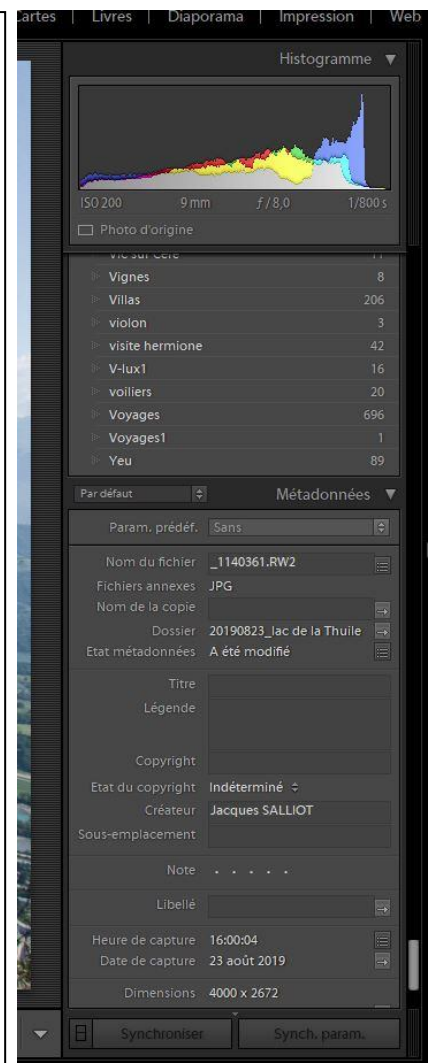 Cartes | Livres | Diaporama | Impression | Web
Histogramme
ISO 200 9 mm ƒ / 8,0 1/800 s
Photo d'origine
Vic sur Cère 11
Vignes 8
Villas 206
violon 3
visite hermione 42
V-lux1 16
voiliers 20
Voyages 696
Voyages1 1
Yeu 89
Par défaut Métadonnées
Param. prédéf. Sans
Nom du fichier _1140361.RW2
Fichiers annexes JPG
Nom de la copie
Dossier 20190823_lac de la Thuile
Etat métadonnées A été modifié
Titre
Légende
Copyright
Etat du copyright Indéterminé
Créateur Jacques SALLIOT
Sous-emplacement
Note . . . . .
Libellé
Heure de capture 16:00:04
Date de capture 23 août 2019
Dimensions 4000 x 2672
Synchroniser Synch. param.